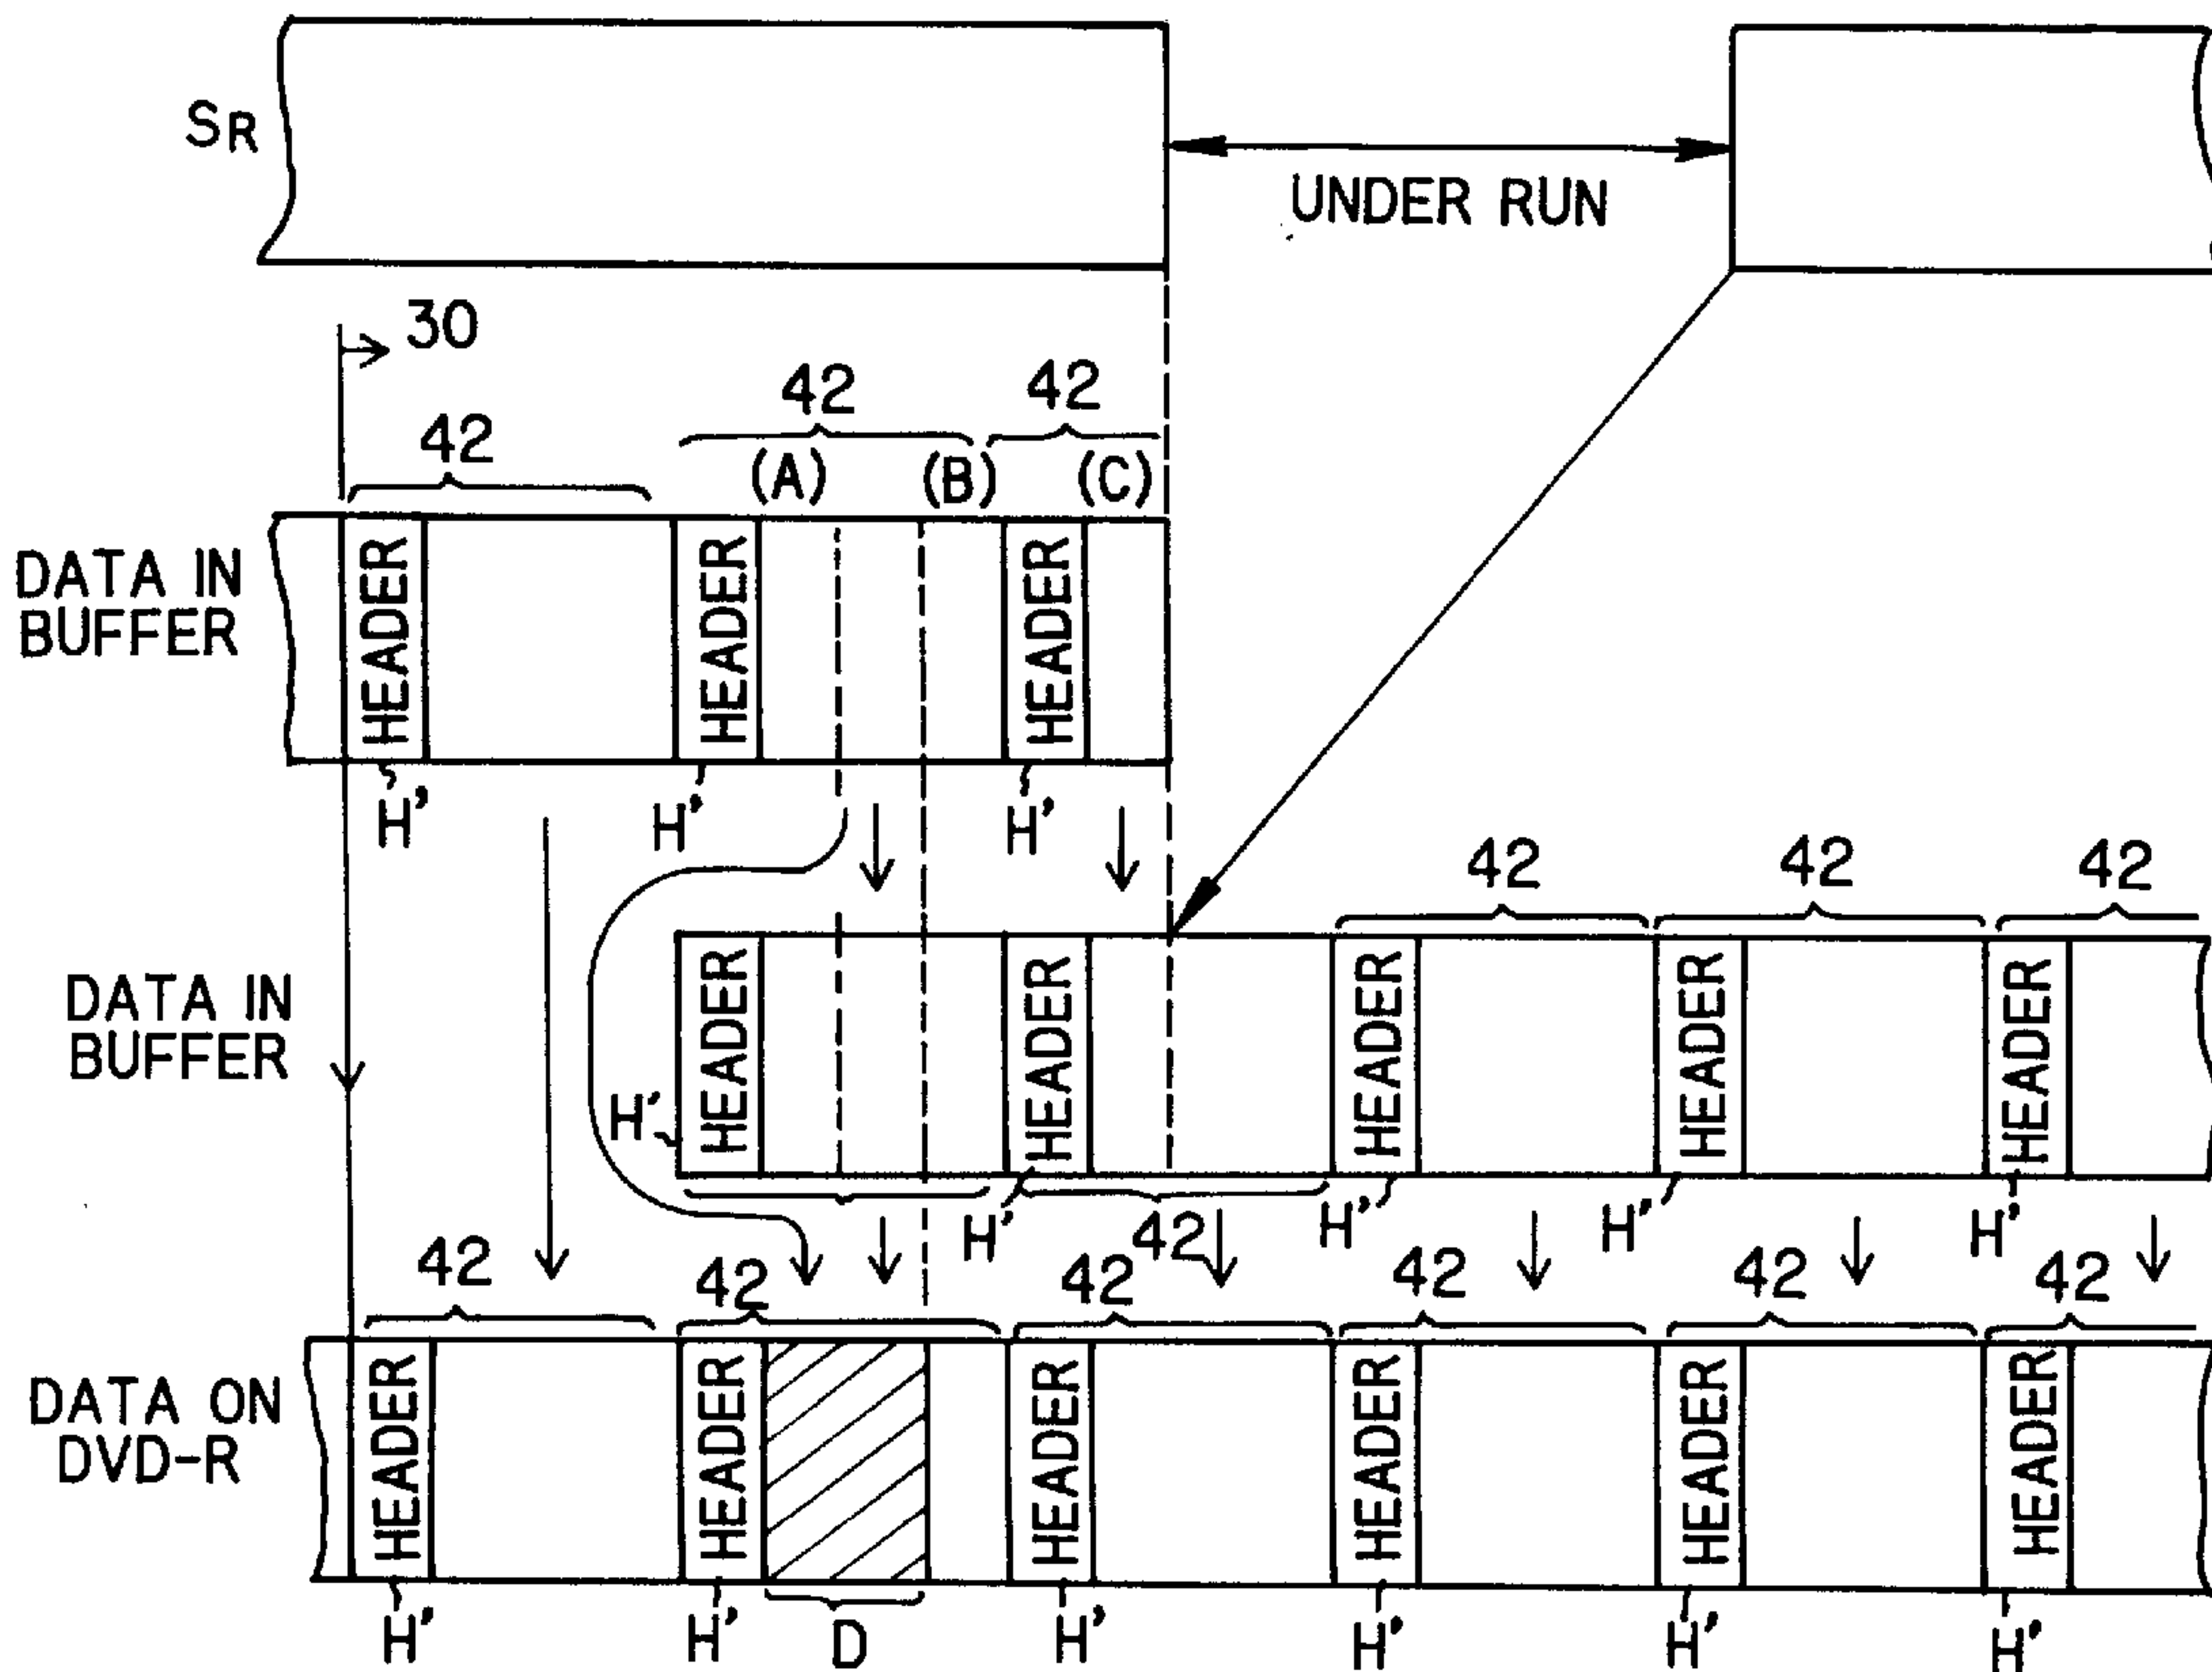 SR
UNDER RUN
30
42
42
42
(A)
(B)
(C)
DATA IN
BUFFER
HEADER
HEADER
HEADER
H'
H'
H'
42
42
42
DATA IN
BUFFER
HEADER
HEADER
HEADER
HEADER
HEADER
H'
H'
42
H'
H'
H'
42
42
42
42
42
42
DATA ON
DVD-R
HEADER
HEADER
HEADER
HEADER
HEADER
HEADER
H'
H'
D
H'
H'
H'
H'